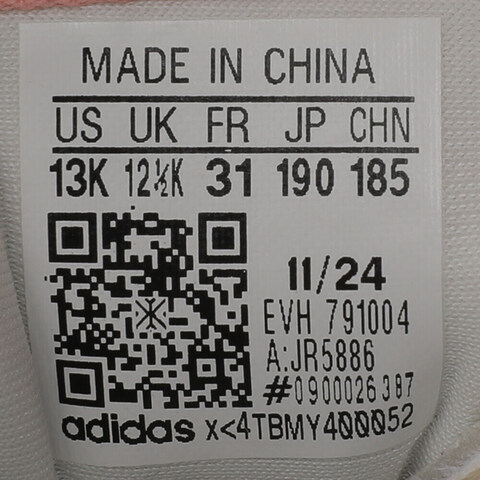 MADE IN CHINA
US UK FR JP CHN
13K 12½K 31 190 185
11/24
EVH 791004
A:JR5886
#0900026387
adidas X<4TBMY400052